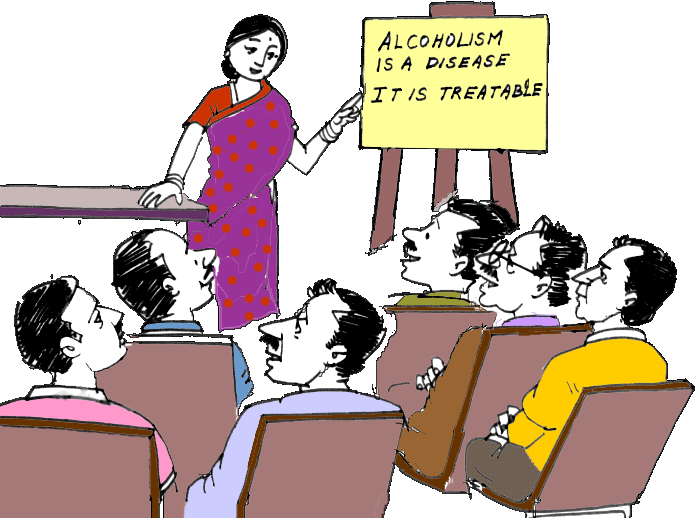 ALCOHOLISM
IS A DISEASE
IT IS TREATABLE